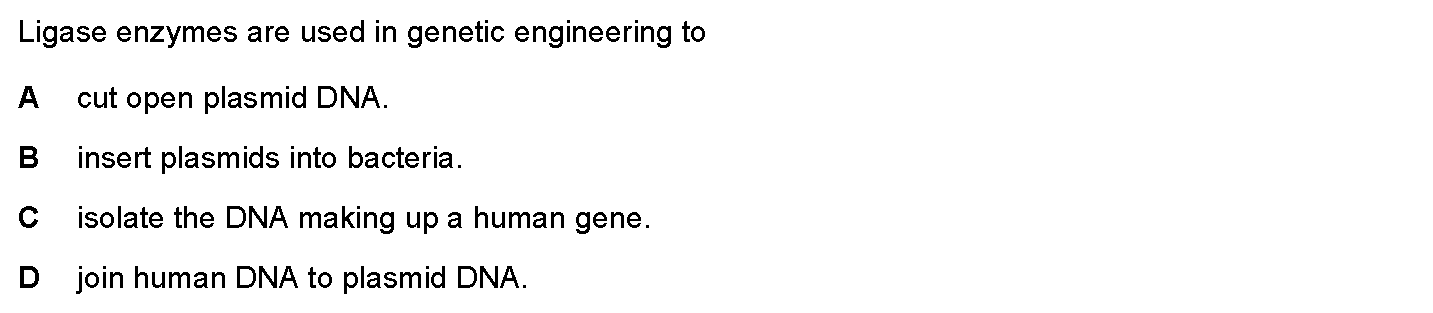 Ligase enzymes are used in genetic engineering to
A cut open plasmid DNA.
B insert plasmids into bacteria.
C isolate the DNA making up a human gene.
D join human DNA to plasmid DNA.